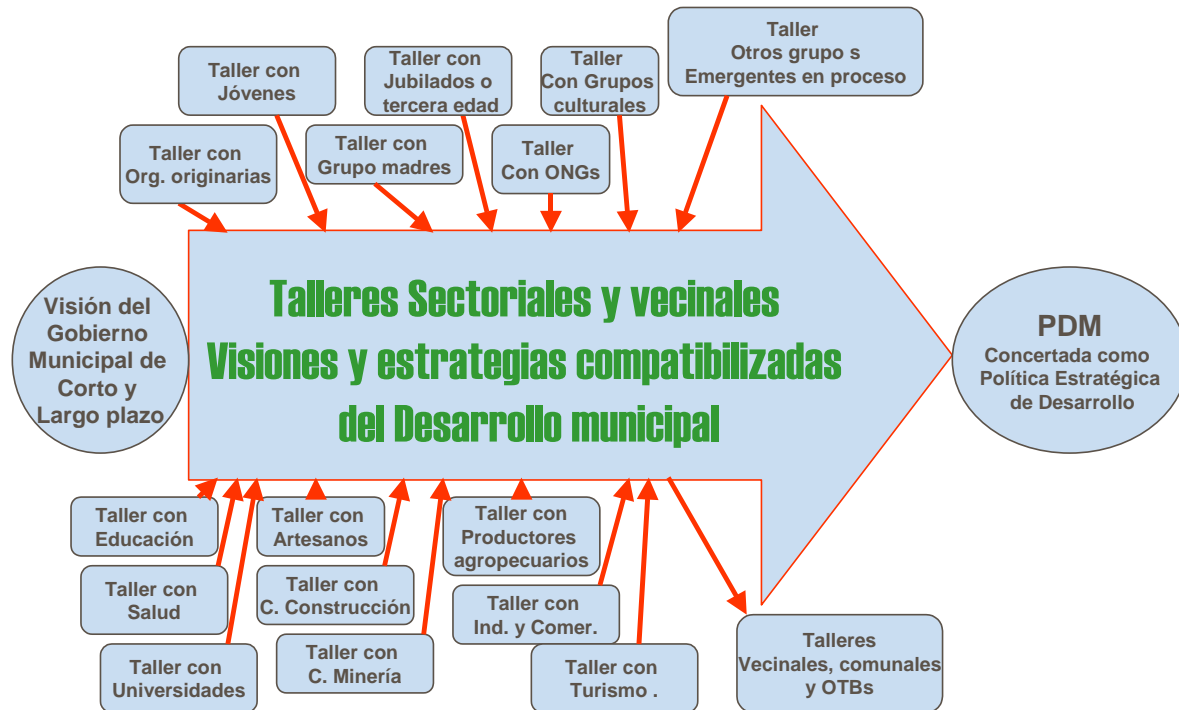 Taller
Otros grupo s
Emergentes en proceso
Taller con
Jóvenes
Taller con
Jubilados o
tercera edad
Taller
Con Grupos
culturales
Taller con
Org. originarias
Taller con
Grupo madres
Taller
Con ONGs
Visión del
Gobierno
Municipal de
Corto y
Largo plazo
Talleres Sectoriales y vecinales
Visiones y estrategias compatibilizadas
del Desarrollo municipal
PDM
Concertada como
Política Estratégica
de Desarrollo
Taller con
Educación
Taller con
Artesanos
Taller con
Productores
agropecuarios
Taller con
Salud
Taller con
C. Construcción
Taller con
Ind. y Comer.
Taller con
Universidades
Taller con
C. Minería
Taller con
Turismo .
Talleres
Vecinales, comunales
y OTBs